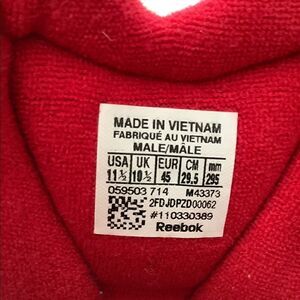 MADE IN VIETNAM
FABRIQUÉ AU VIETNAM
MALE/MÂLE
USA UK EUR CM mm
11½ 10½ 45 29.5 295
059503 714 M43373
2FDJDPZD00062
#110330389
Reebok